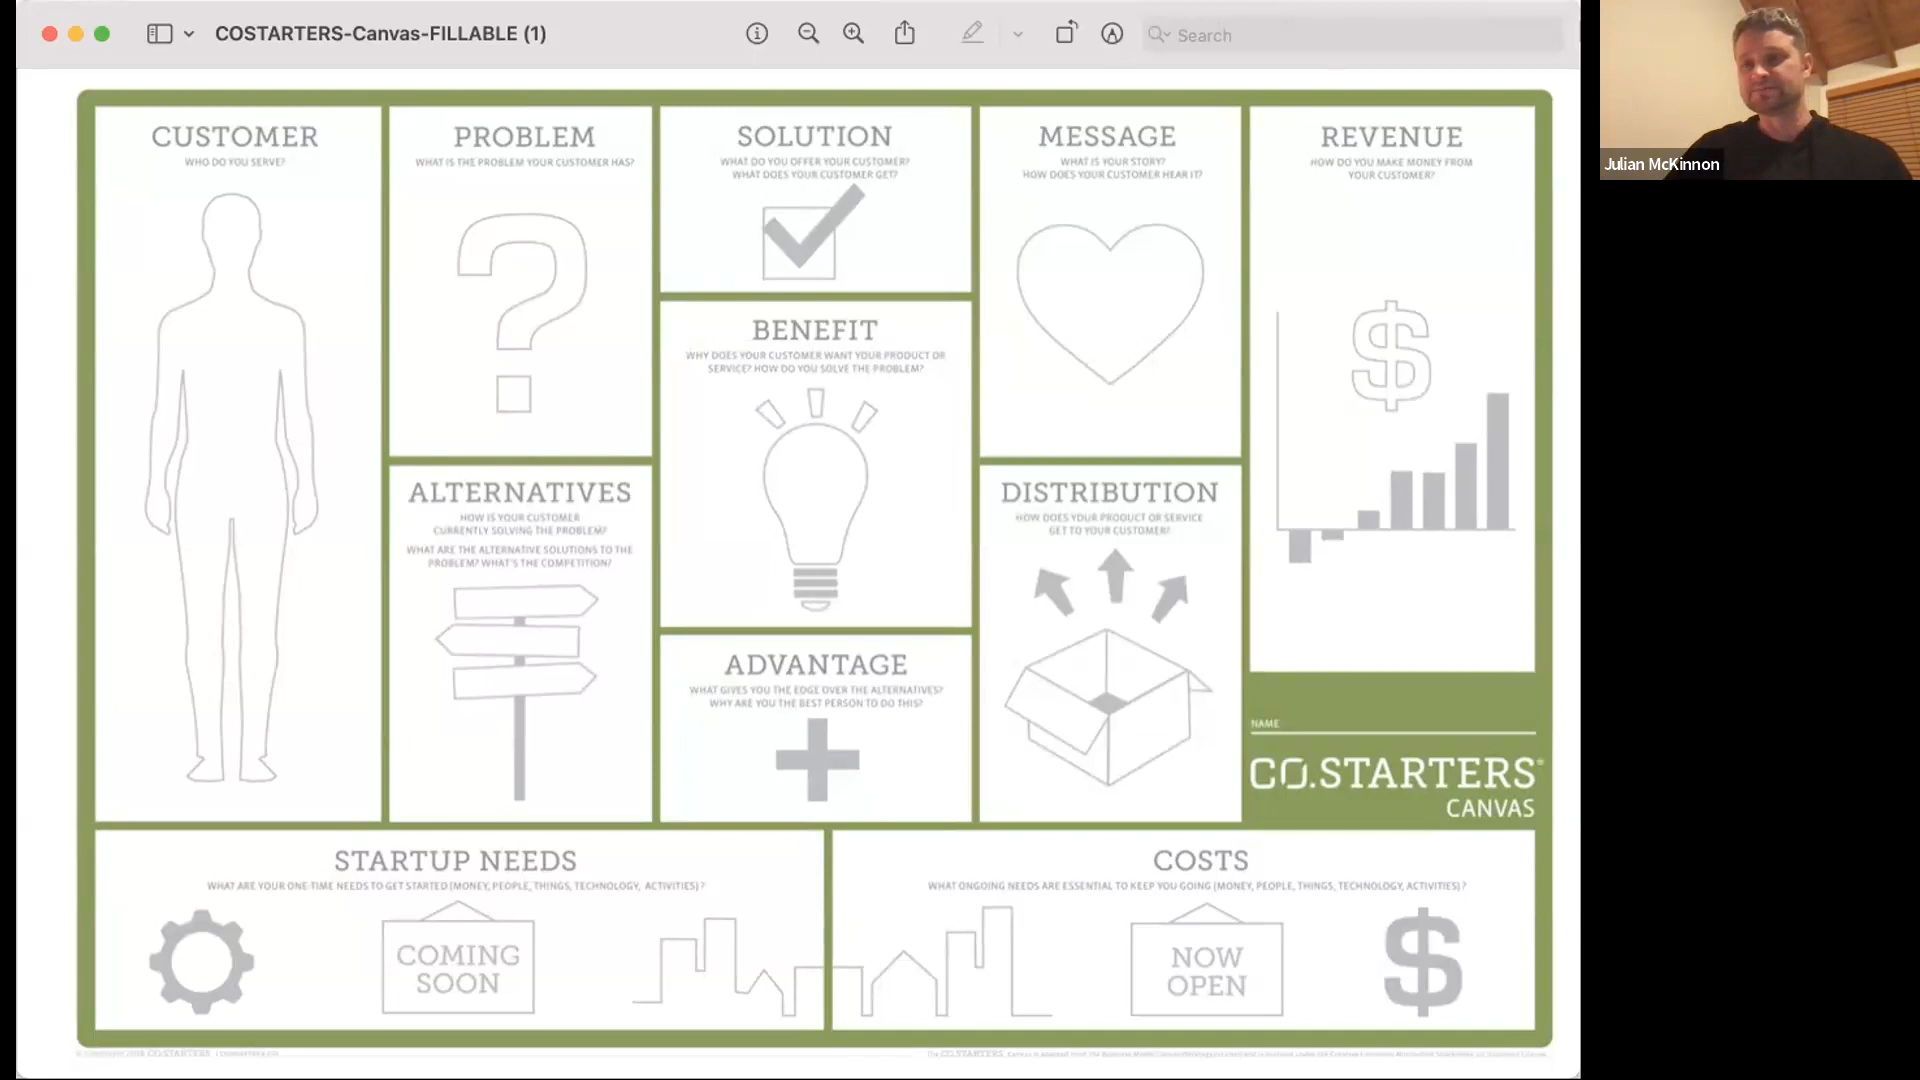 COSTARTERS-Canvas-FILLABLE (1)
Search
Julian McKinnon
CUSTOMER
WHO DO YOU SERVE?
PROBLEM
WHAT IS THE PROBLEM YOUR CUSTOMER HAS?
ALTERNATIVES
HOW IS YOUR CUSTOMER
CURRENTLY SOLVING THE PROBLEM?
WHAT ARE THE ALTERNATIVE SOLUTIONS TO THE
PROBLEM? WHAT'S THE COMPETITION?
SOLUTION
WHAT DO YOU OFFER YOUR CUSTOMER?
WHAT DOES YOUR CUSTOMER GET?
BENEFIT
WHY DOES YOUR CUSTOMER WANT YOUR PRODUCT OR
SERVICE? HOW DO YOU SOLVE THE PROBLEM?
ADVANTAGE
WHAT GIVES YOU THE EDGE OVER THE ALTERNATIVES?
WHY ARE YOU THE BEST PERSON TO DO THIS?
MESSAGE
WHAT IS YOUR STORY?
HOW DOES YOUR CUSTOMER HEAR IT?
DISTRIBUTION
HOW DOES YOUR PRODUCT OR SERVICE
GET TO YOUR CUSTOMER?
REVENUE
HOW DO YOU MAKE MONEY FROM
YOUR CUSTOMER?
$
NAME
CO.STARTERS®
CANVAS
STARTUP NEEDS
WHAT ARE YOUR ONE-TIME NEEDS TO GET STARTED (MONEY, PEOPLE, THINGS, TECHNOLOGY, ACTIVITIES)?
COMING
SOON
COSTS
WHAT ONGOING NEEDS ARE ESSENTIAL TO KEEP YOU GOING (MONEY, PEOPLE, THINGS, TECHNOLOGY, ACTIVITIES)?
NOW
OPEN
$
CO.STARTERS
CO.STARTERS